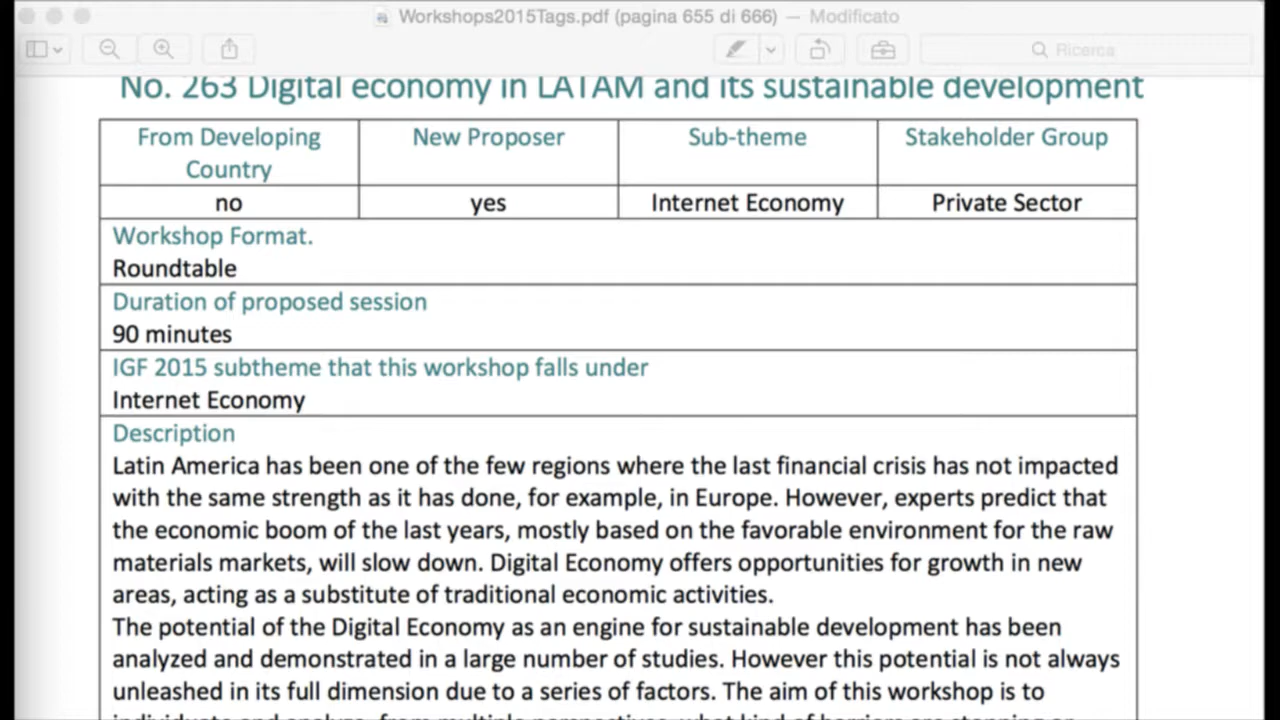 Workshops2015Tags.pdf (pagina 655 di 666) — Modificato
Ricerca
No. 263 Digital economy in LATAM and its sustainable development
From Developing Country
New Proposer
Sub-theme
Stakeholder Group
no
yes
Internet Economy
Private Sector
Workshop Format.
Roundtable
Duration of proposed session
90 minutes
IGF 2015 subtheme that this workshop falls under
Internet Economy
Description
Latin America has been one of the few regions where the last financial crisis has not impacted
with the same strength as it has done, for example, in Europe. However, experts predict that
the economic boom of the last years, mostly based on the favorable environment for the raw
materials markets, will slow down. Digital Economy offers opportunities for growth in new
areas, acting as a substitute of traditional economic activities.
The potential of the Digital Economy as an engine for sustainable development has been
analyzed and demonstrated in a large number of studies. However this potential is not always
unleashed in its full dimension due to a series of factors. The aim of this workshop is to